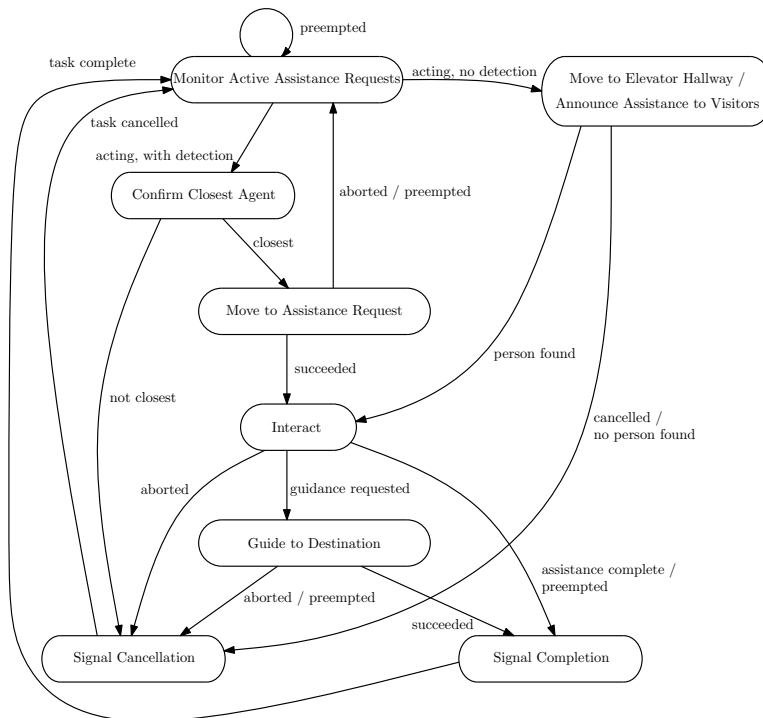 preempted
task complete
acting, no detection
Monitor Active Assistance Requests
Move to Elevator Hallway /
Announce Assistance to Visitors
task cancelled
acting, with detection
Confirm Closest Agent
aborted / preempted
closest
Move to Assistance Request
person found
succeeded
not closest
cancelled /
no person found
Interact
aborted
guidance requested
Guide to Destination
assistance complete /
preempted
aborted / preempted
succeeded
Signal Cancellation
Signal Completion